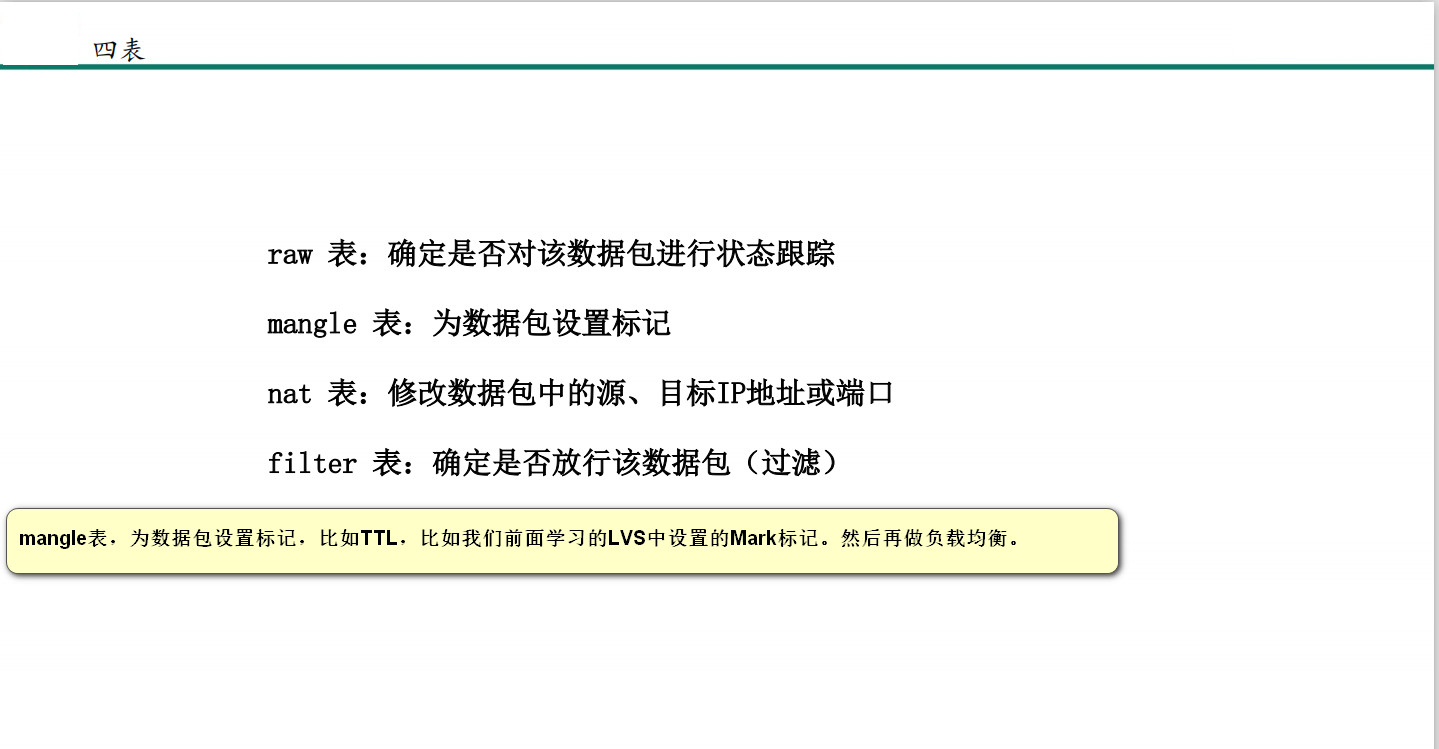 四表
raw 表：确定是否对该数据包进行状态跟踪
mangle 表：为数据包设置标记
nat 表：修改数据包中的源、目标IP地址或端口
filter 表：确定是否放行该数据包（过滤）
mangle表，为数据包设置标记，比如TTL，比如我们前面学习的LVS中设置的Mark标记。然后再做负载均衡。